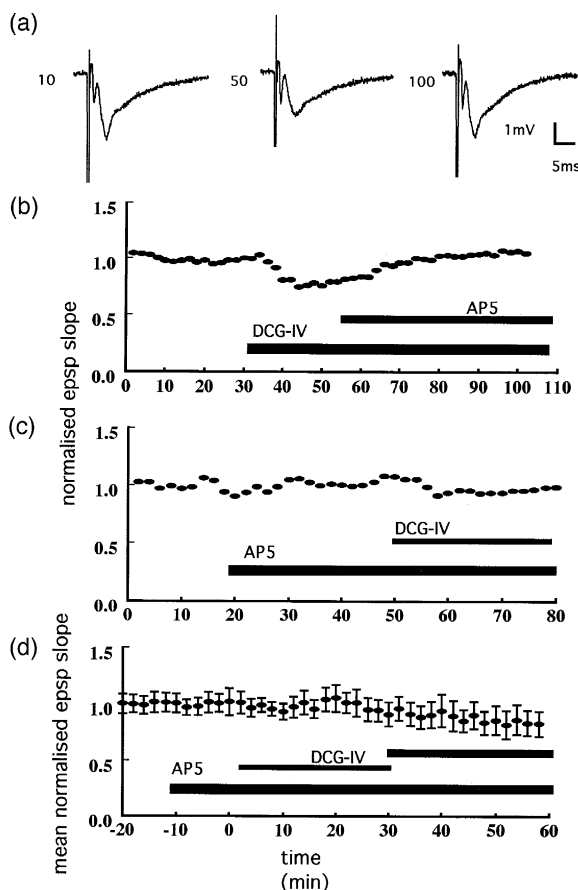 (a)
10
50
100
1mV
5ms
(b)
normalised epsp slope
1.5
1.0
0.5
0.0
AP5
DCG-IV
0 10 20 30 40 50 60 70 80 90 100 110
(c)
1.5
1.0
0.5
0.0
DCG-IV
AP5
0 10 20 30 40 50 60 70 80
(d)
mean normalised epsp slope
1.5
1.0
0.5
0.0
DCG-IV
AP5
-20 -10 0 10 20 30 40 50 60
time
(min)